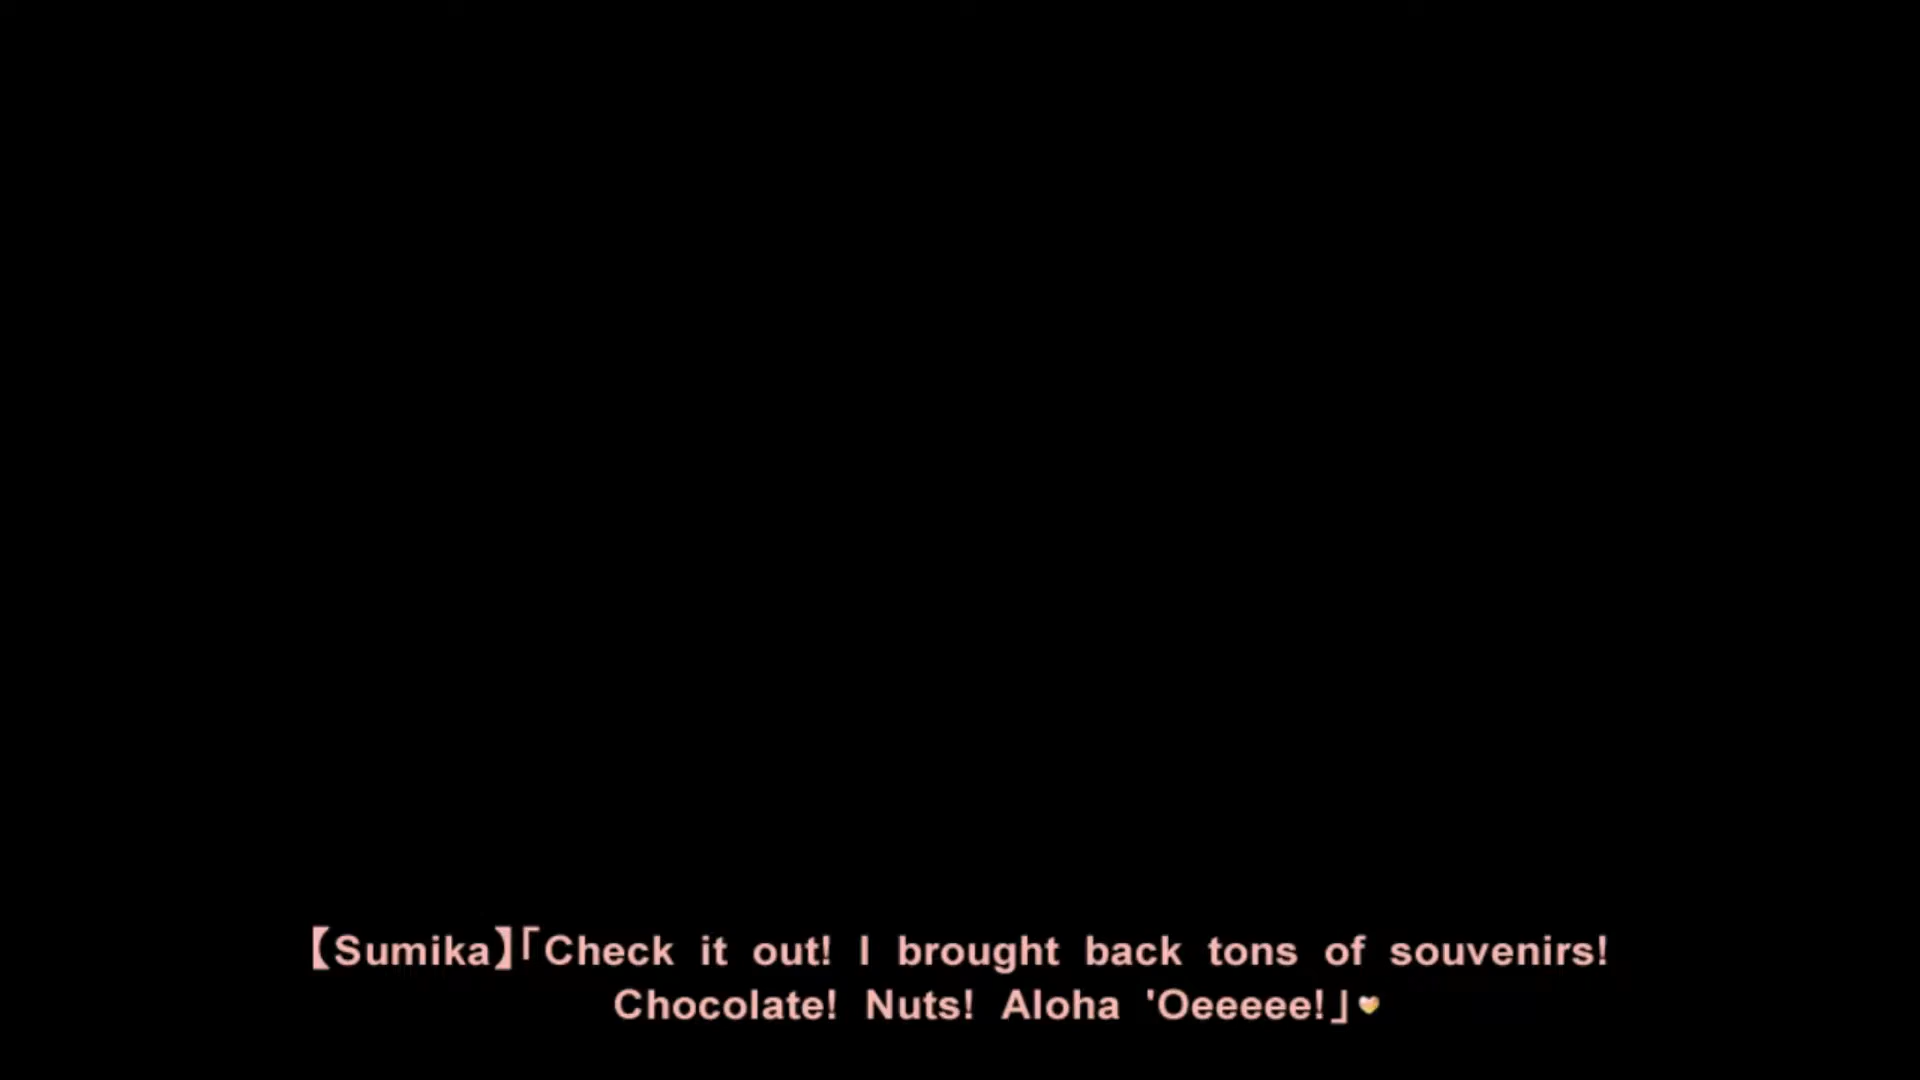 【Sumika】「Check it out! I brought back tons of souvenirs!
Chocolate! Nuts! Aloha 'Oeeeee!」